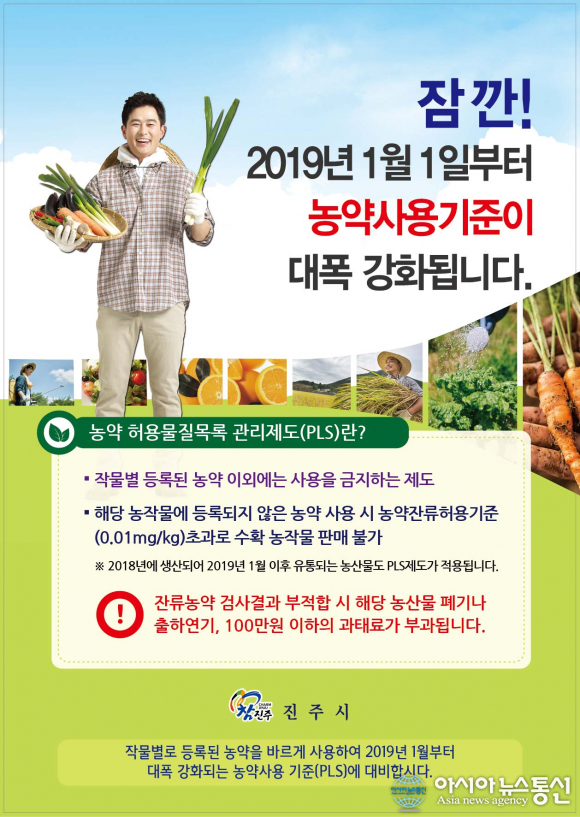 잠깐!
2019년 1월 1일부터
농약사용기준이
대폭 강화됩니다.
농약 허용물질목록 관리제도(PLS)란?
▪ 작물별 등록된 농약 이외에는 사용을 금지하는 제도
▪ 해당 농작물에 등록되지 않은 농약 사용 시 농약잔류허용기준
(0.01mg/kg)초과로 수확 농작물 판매 불가
※ 2018년에 생산되어 2019년 1월 이후 유통되는 농산물도 PLS제도가 적용됩니다.
! 잔류농약 검사결과 부적합 시 해당 농산물 폐기나
출하연기, 100만원 이하의 과태료가 부과됩니다.
참진주 진주시
작물별로 등록된 농약을 바르게 사용하여 2019년 1월부터
대폭 강화되는 농약사용 기준(PLS)에 대비합시다.
아시아뉴스통신
Asia news agency